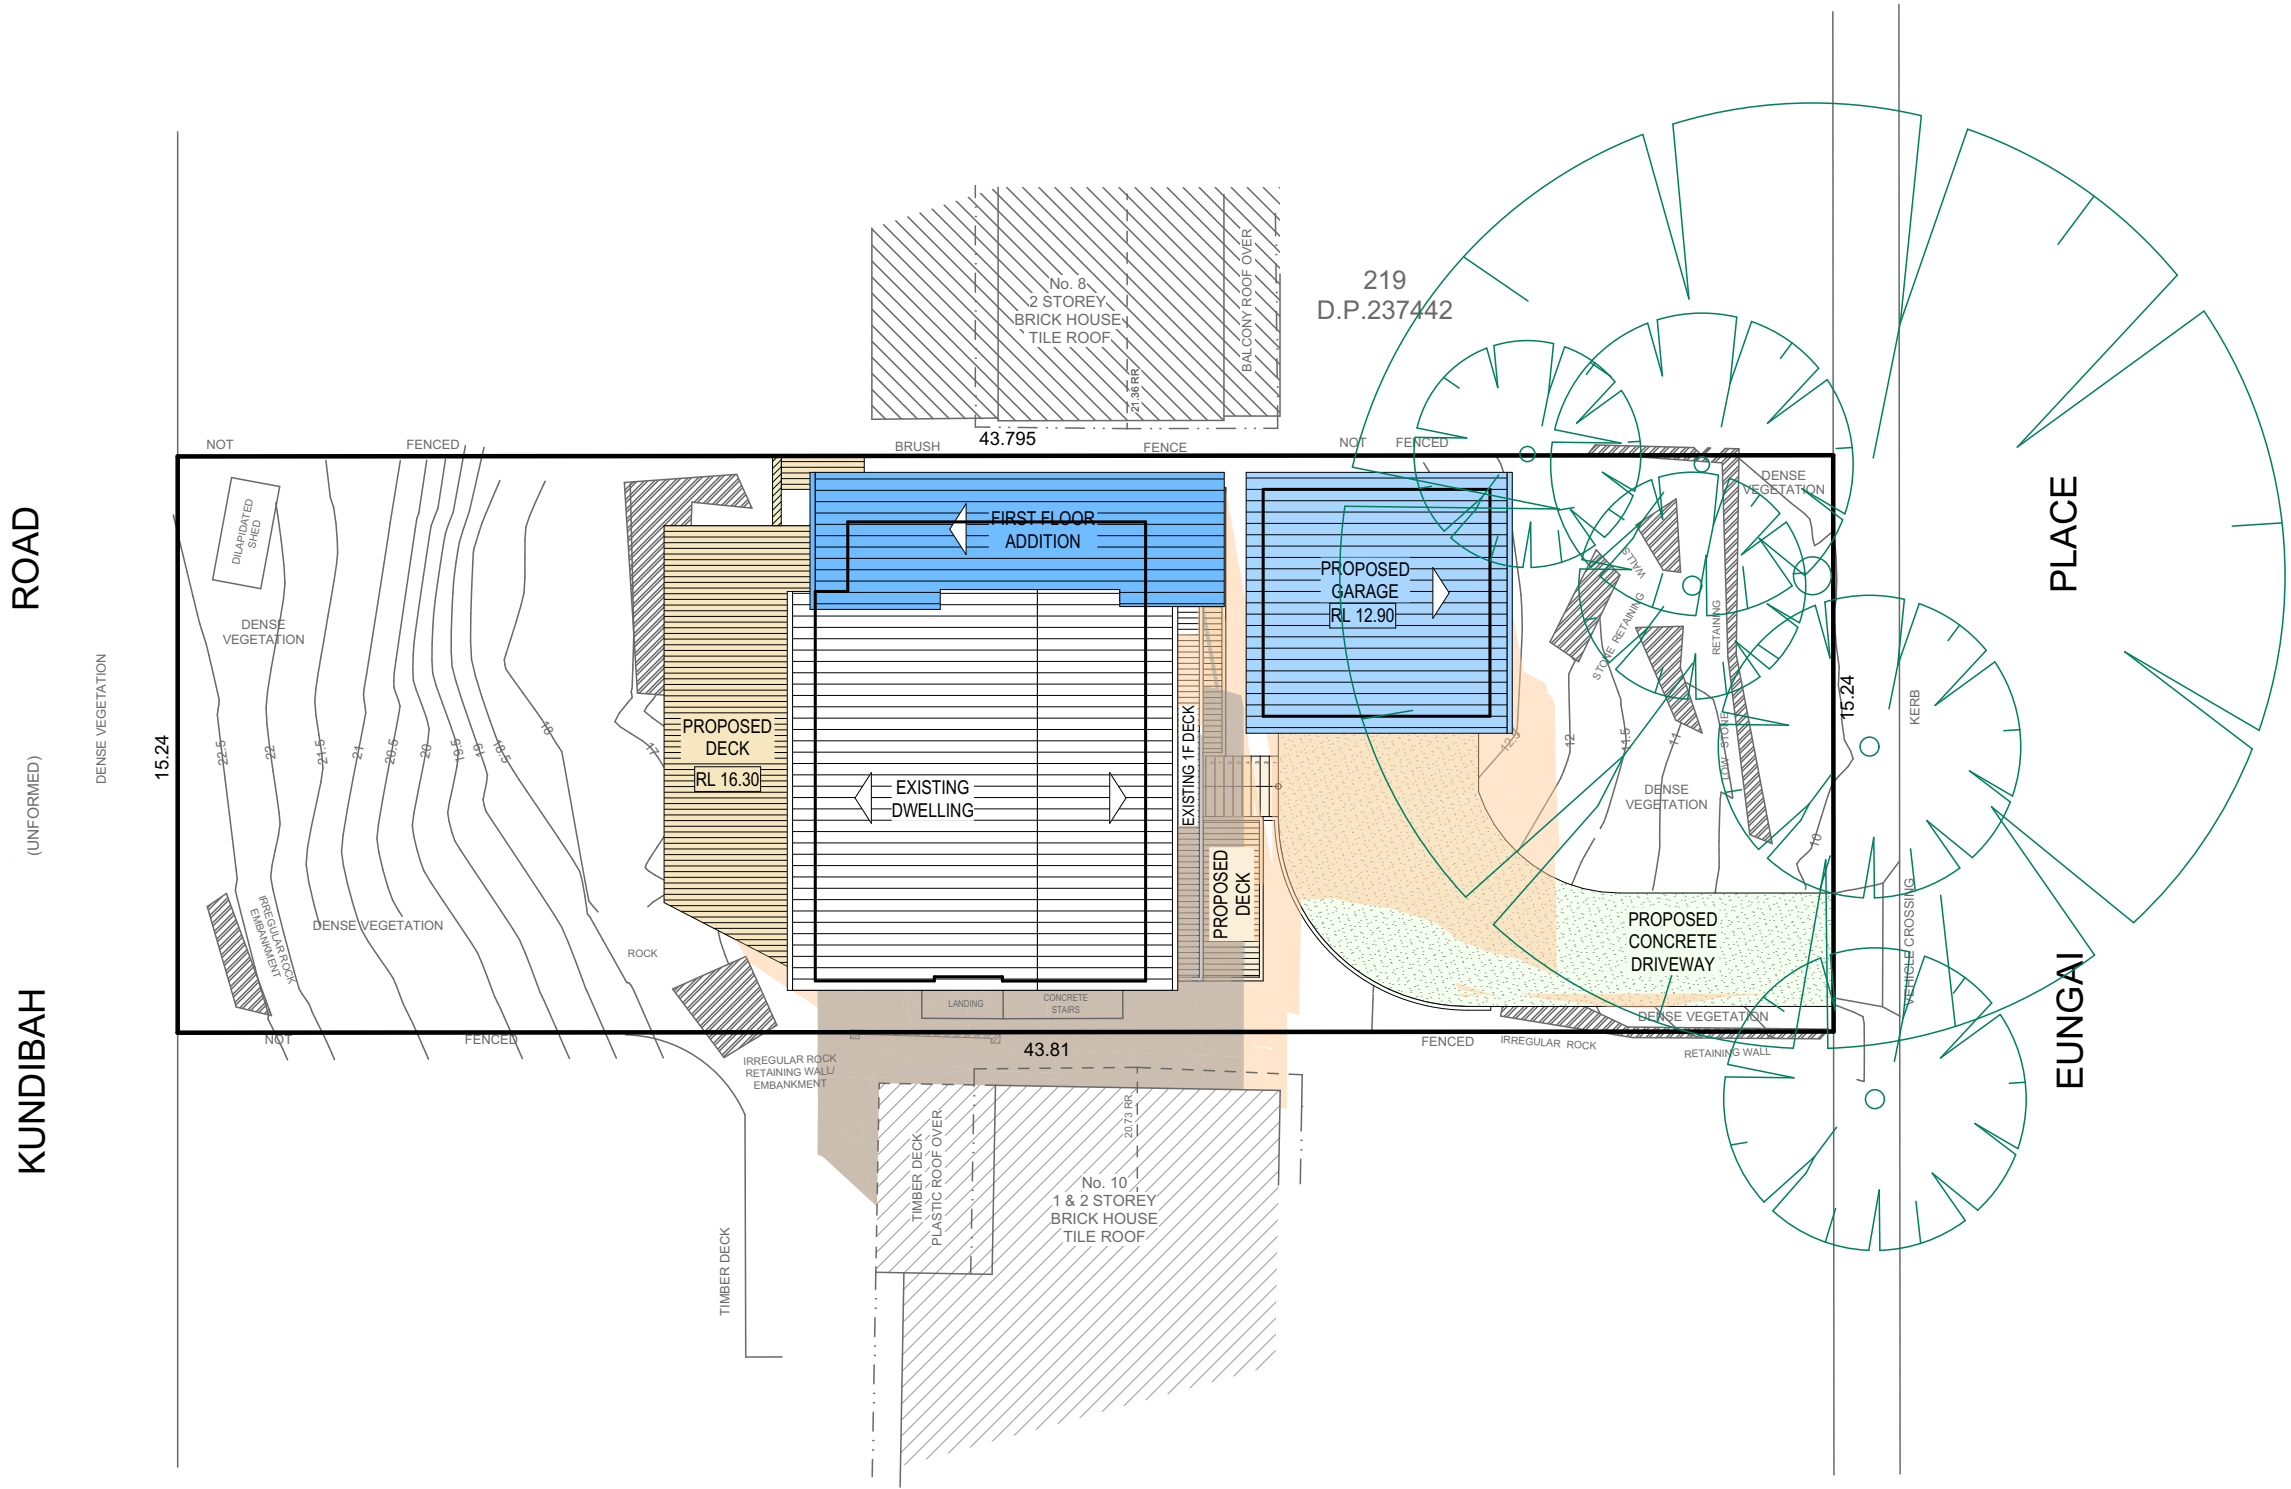 219
D.P.237442
No. 8
2 STOREY
BRICK HOUSE
TILE ROOF
BALCONY ROOF OVER
21.36 RR
43.795
NOT
FENCED
BRUSH
FENCE
NOT
FENCED
ROAD
KUNDIBAH
(UNFORMED)
DENSE VEGETATION
15.24
DILAPIDATED
SHED
DENSE
VEGETATION
22.5
22
21.5
21
20.5
20
19.5
19
18.5
18
17
IRREGULAR ROCK
EMBANKMENT
DENSE VEGETATION
ROCK
PROPOSED
DECK
RL 16.30
FIRST FLOOR
ADDITION
EXISTING
DWELLING
EXISTING 1F DECK
PROPOSED
DECK
PROPOSED
GARAGE
RL 12.90
12.5
12
11.5
11
10
STONE RETAINING
WALLS
LOW STONE
RETAINING
DENSE
VEGETATION
DENSE
VEGETATION
PROPOSED
CONCRETE
DRIVEWAY
DENSE VEGETATION
15.24
KERB
VEHICLE CROSSING
PLACE
EUNGAI
LANDING
CONCRETE
STAIRS
NOT
FENCED
43.81
FENCED
IRREGULAR ROCK
RETAINING WALL
IRREGULAR ROCK
RETAINING WALL/
EMBANKMENT
TIMBER DECK
TIMBER DECK
PLASTIC ROOF OVER
20.73 RR
No. 10
1 & 2 STOREY
BRICK HOUSE
TILE ROOF